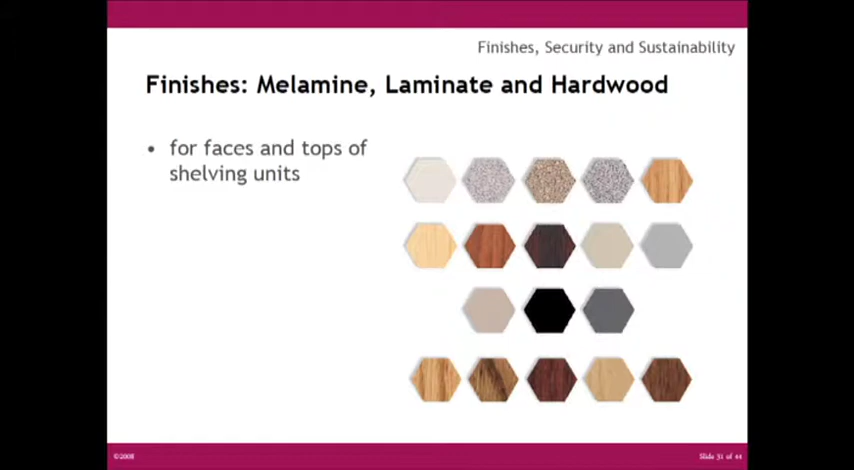 Finishes, Security and Sustainability
Finishes: Melamine, Laminate and Hardwood
• for faces and tops of
shelving units
©2008
Slide 31 of 44